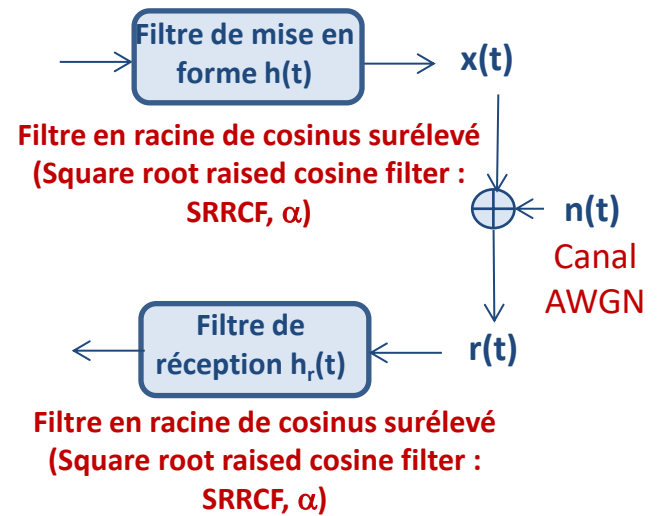 Filtre de mise en
forme h(t)
x(t)
Filtre en racine de cosinus surélevé
(Square root raised cosine filter :
SRRCF, α)
n(t)
Canal
AWGN
Filtre de
réception hr(t)
r(t)
Filtre en racine de cosinus surélevé
(Square root raised cosine filter :
SRRCF, α)